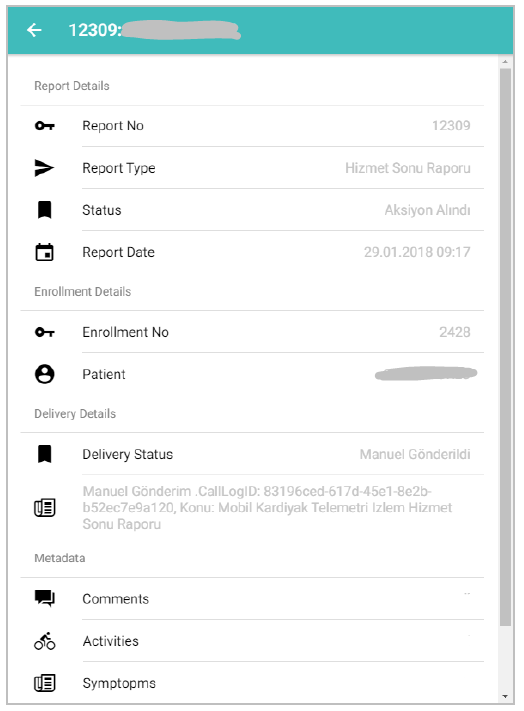 12309:
Report Details
Report No 12309
Report Type Hizmet Sonu Raporu
Status Aksiyon Alındı
Report Date 29.01.2018 09:17
Enrollment Details
Enrollment No 2428
Patient
Delivery Details
Delivery Status Manuel Gönderildi
Manuel Gönderim .CallLogID: 83196ced-617d-45e1-8e2b-
b52ec7e9a120, Konu: Mobil Kardiyak Telemetri Izlem Hizmet
Sonu Raporu
Metadata
Comments
Activities
Symptopms